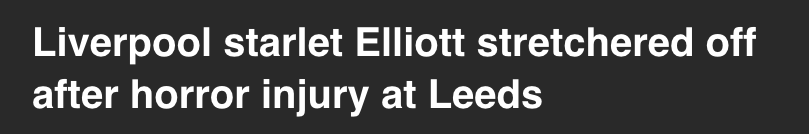 Liverpool starlet Elliott stretchered off
after horror injury at Leeds